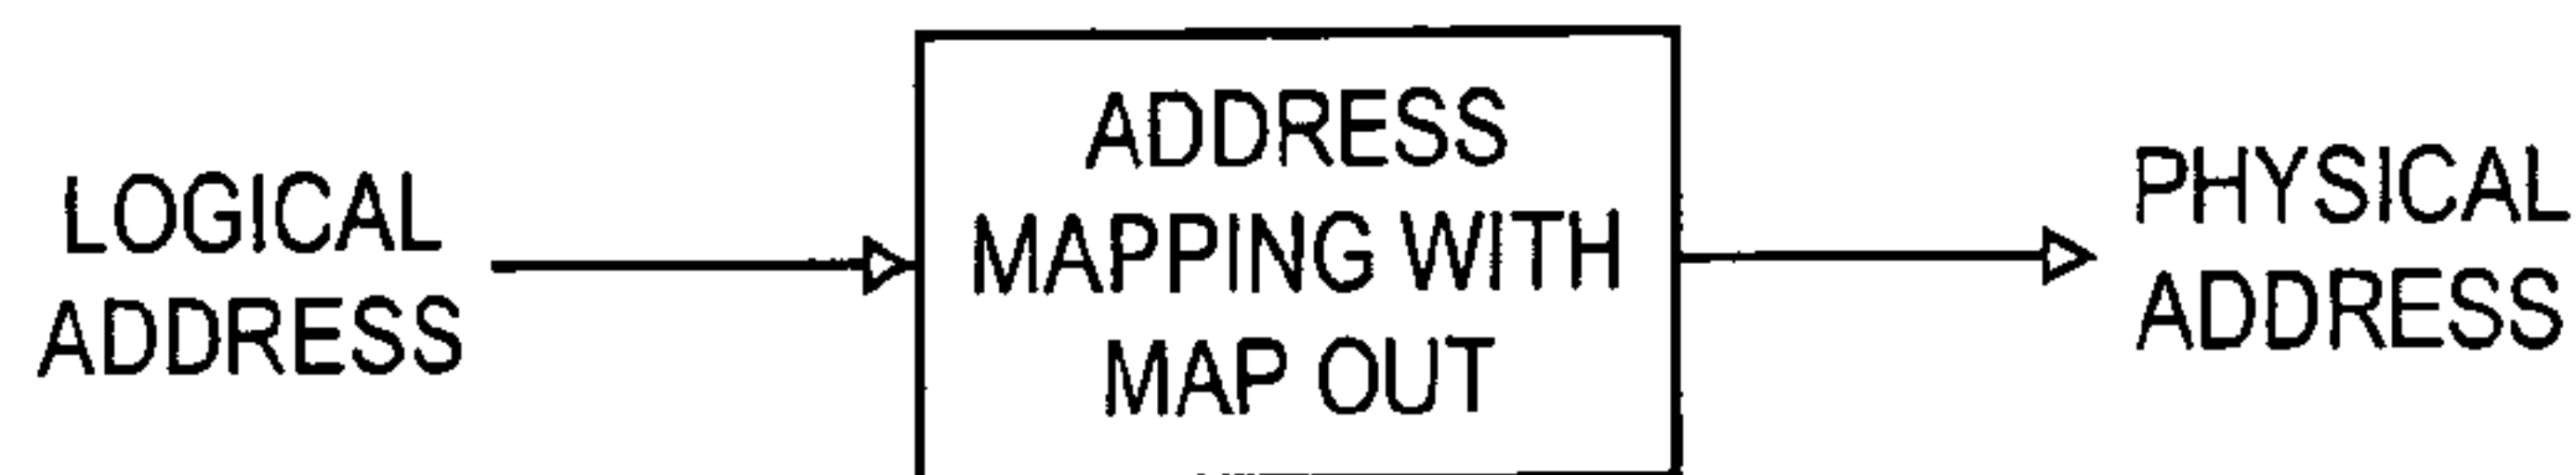 LOGICAL
ADDRESS
ADDRESS
MAPPING WITH
MAP OUT
PHYSICAL
ADDRESS